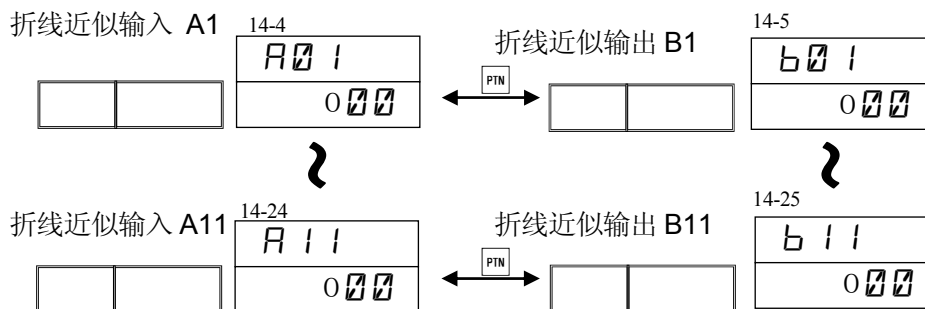 折线近似输入 A1
14-4
A01
000
PTN
折线近似输出 B1
14-5
b01
000
折线近似输入 A11
14-24
A11
000
PTN
折线近似输出 B11
14-25
b11
000